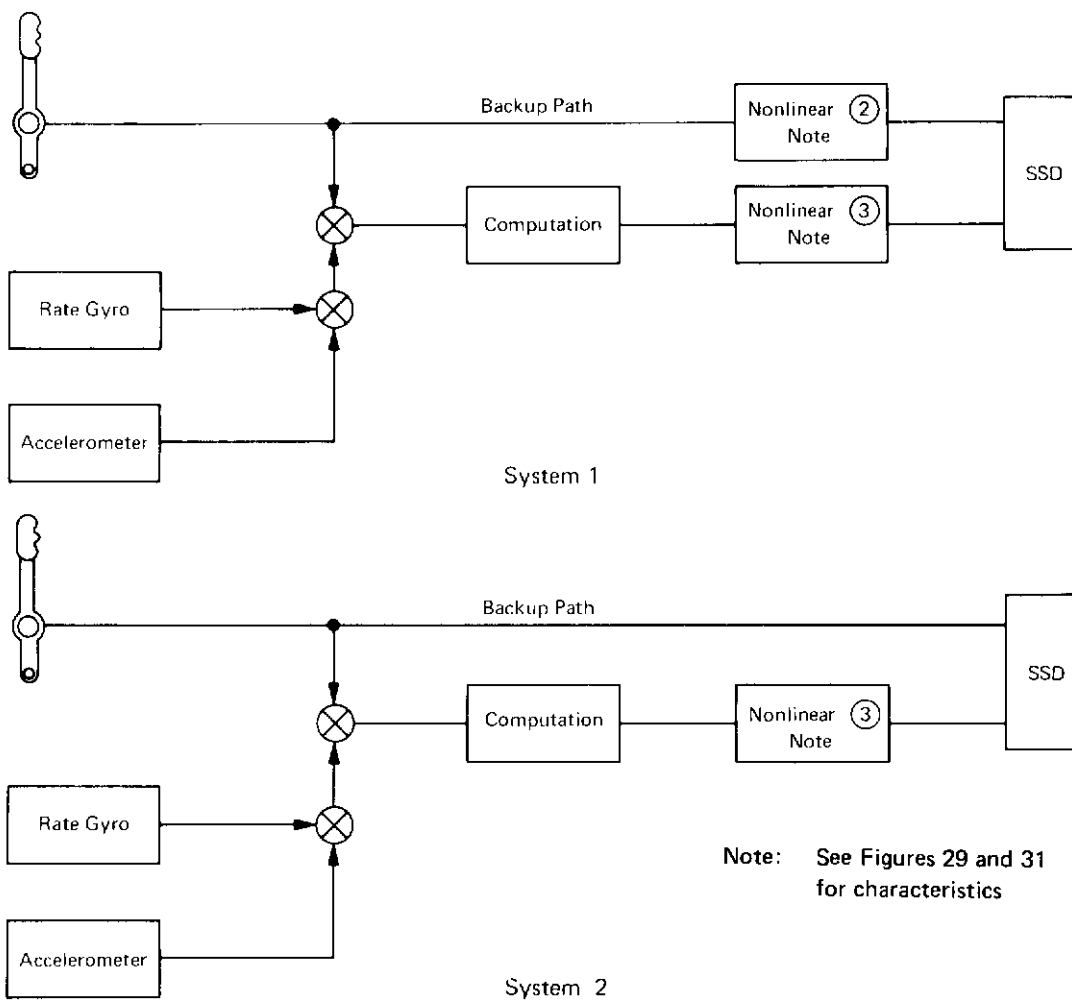 Backup Path
Nonlinear ②
Note
SSD
Computation
Nonlinear ③
Note
Rate Gyro
Accelerometer
System 1
Backup Path
SSD
Computation
Nonlinear ③
Note
Rate Gyro
Note: See Figures 29 and 31
for characteristics
Accelerometer
System 2